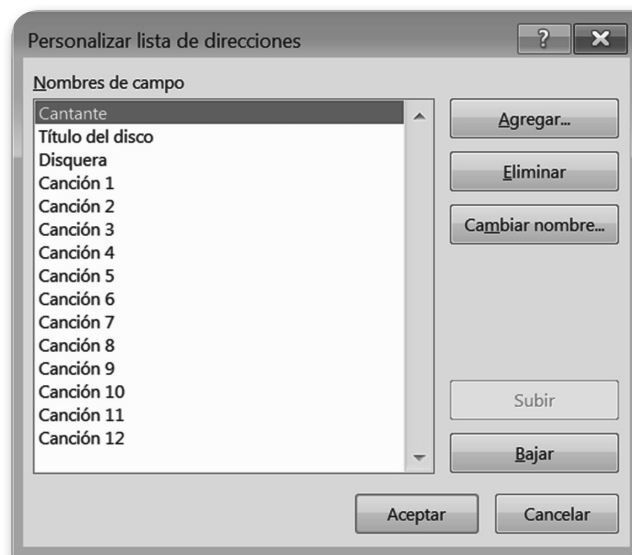 Personalizar lista de direcciones
?
Nombres de campo
Cantante
Título del disco
Disquera
Canción 1
Canción 2
Canción 3
Canción 4
Canción 5
Canción 6
Canción 7
Canción 8
Canción 9
Canción 10
Canción 11
Canción 12
Agregar...
Eliminar
Cambiar nombre...
Subir
Bajar
Aceptar
Cancelar